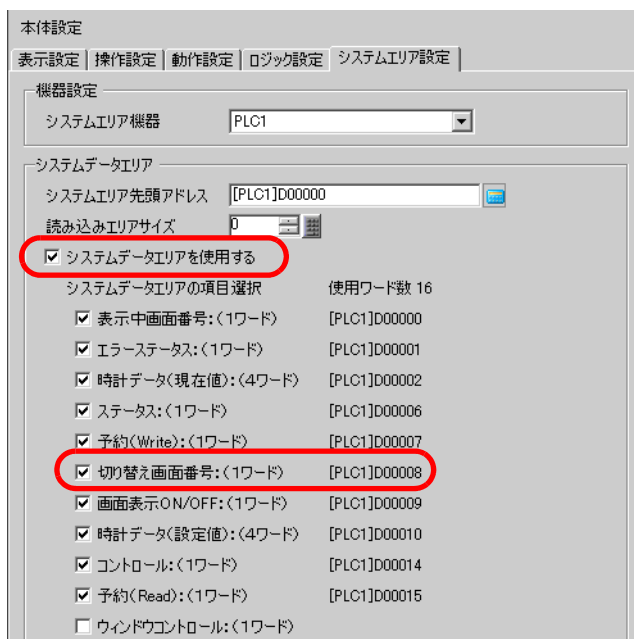 本体設定
表示設定 操作設定 動作設定 ロジック設定 システムエリア設定
機器設定
システムエリア機器 PLC1
システムデータエリア
システムエリア先頭アドレス [PLC1]D00000
読み込みエリアサイズ 0
システムデータエリアを使用する
システムデータエリアの項目選択 使用ワード数 16
表示中画面番号:(1ワード) [PLC1]D00000
エラーステータス:(1ワード) [PLC1]D00001
時計データ(現在値):(4ワード) [PLC1]D00002
ステータス:(1ワード) [PLC1]D00006
予約(Write):(1ワード) [PLC1]D00007
切り替え画面番号:(1ワード) [PLC1]D00008
画面表示ON/OFF:(1ワード) [PLC1]D00009
時計データ(設定値):(4ワード) [PLC1]D00010
コントロール:(1ワード) [PLC1]D00014
予約(Read):(1ワード) [PLC1]D00015
ウィンドウコントロール:(1ワード)